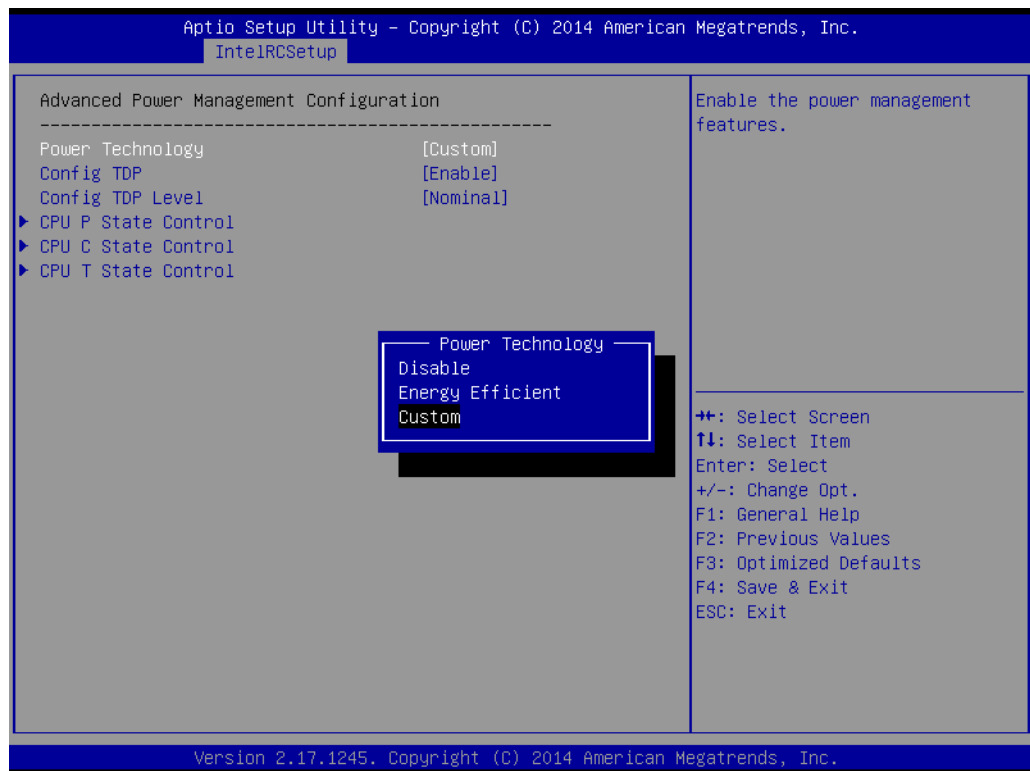 Aptio Setup Utility – Copyright (C) 2014 American Megatrends, Inc.
IntelRCSetup
Advanced Power Management Configuration
--------------------------------------------------
Power Technology [Custom]
Config TDP [Enable]
Config TDP Level [Nominal]
CPU P State Control
CPU C State Control
CPU T State Control
Power Technology
Disable
Energy Efficient
Custom
Enable the power management
features.
→←: Select Screen
↑↓: Select Item
Enter: Select
+/-: Change Opt.
F1: General Help
F2: Previous Values
F3: Optimized Defaults
F4: Save & Exit
ESC: Exit
Version 2.17.1245. Copyright (C) 2014 American Megatrends, Inc.